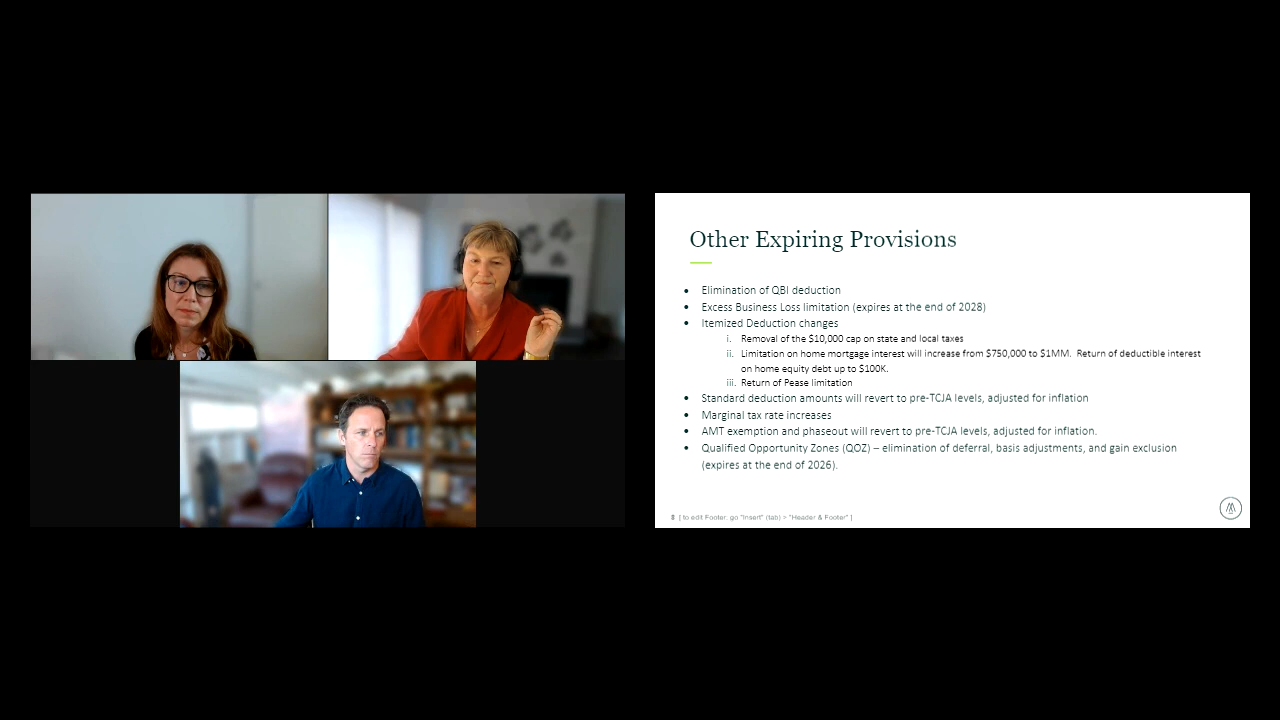 Other Expiring Provisions
• Elimination of QBI deduction
• Excess Business Loss limitation (expires at the end of 2028)
• Itemized Deduction changes
i. Removal of the $10,000 cap on state and local taxes
ii. Limitation on home mortgage interest will increase from $750,000 to $1MM. Return of deductible interest
on home equity debt up to $100K.
iii. Return of Pease limitation
• Standard deduction amounts will revert to pre-TCJA levels, adjusted for inflation
• Marginal tax rate increases
• AMT exemption and phaseout will revert to pre-TCJA levels, adjusted for inflation.
• Qualified Opportunity Zones (QOZ) – elimination of deferral, basis adjustments, and gain exclusion
(expires at the end of 2026).
8 [ to edit Footer: go "Insert" (tab) > "Header & Footer" ]